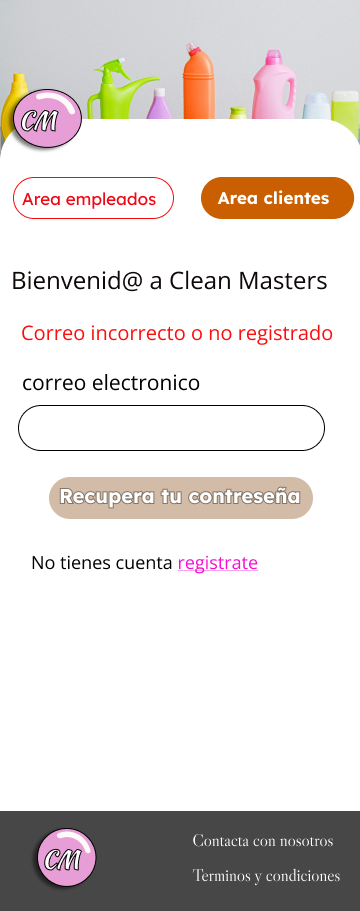 CM
Area empleados
Area clientes
Bienvenid@ a Clean Masters
Correo incorrecto o no registrado
correo electronico
Recupera tu contreseña
No tienes cuenta registrate
CM
Contacta con nosotros
Terminos y condiciones